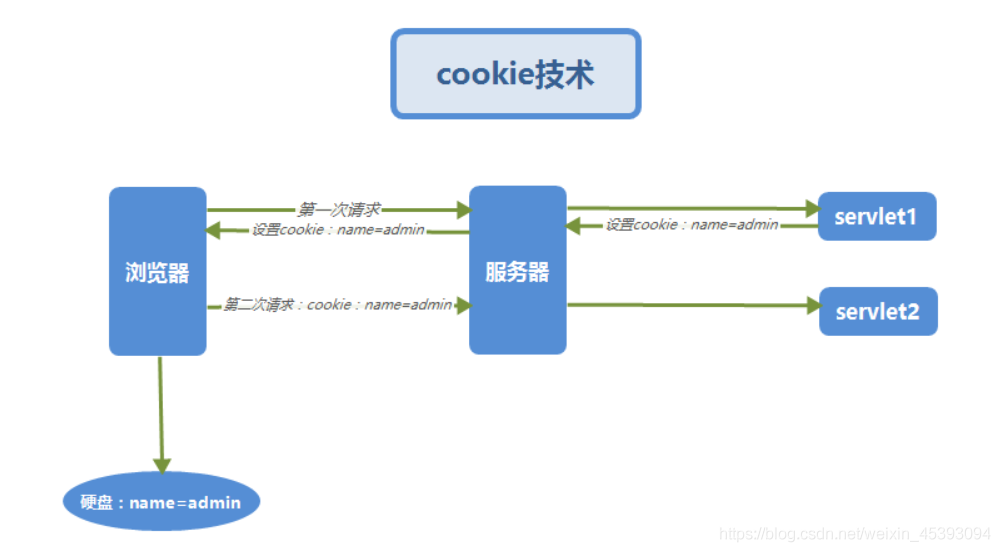 cookie技术
第一次请求
设置cookie：name=admin
设置cookie：name=admin
servlet1
浏览器
服务器
第二次请求：cookie：name=admin
servlet2
硬盘：name=admin
https://blog.csdn.net/weixin_45393094